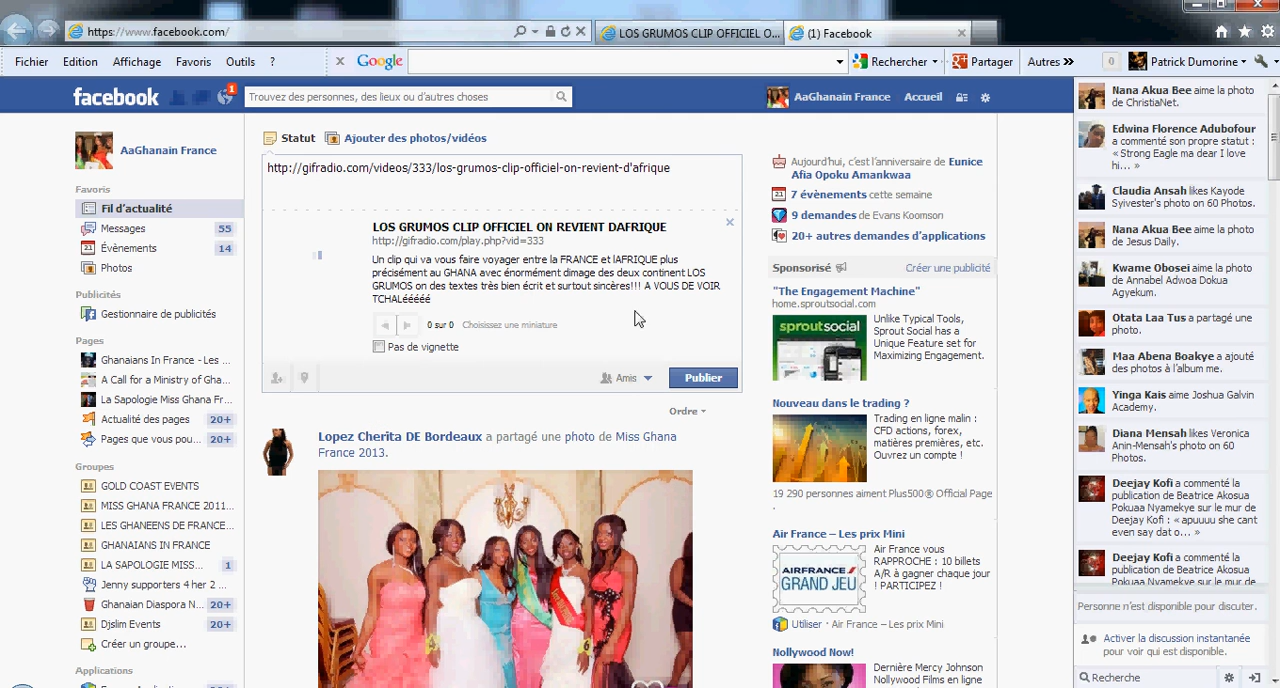 https://www.facebook.com/
LOS GRUMOS CLIP OFFICIEL O...
(1) Facebook
Fichier Edition Affichage Favoris Outils ?
Google
Rechercher
Partager
Autres »
0
Patrick Dumorine
facebook
1
Trouvez des personnes, des lieux ou d'autres choses
AaGhanain France
Accueil
AaGhanain France
Favoris
Fil d'actualité
Messages 55
Évènements 14
Photos
Publicités
Gestionnaire de publicités
Pages
Ghanaians In France - Les ...
A Call for a Ministry of Gha...
La Sapologie Miss Ghana Fr...
Actualité des pages 20+
Pages que vous pou... 20+
Groupes
GOLD COAST EVENTS
MISS GHANA FRANCE 2011...
LES GHANEENS DE FRANCE...
GHANAIANS IN FRANCE
LA SAPOLOGIE MISS... 1
Jenny supporters 4 her 2 ...
Ghanaian Diaspora N... 20+
Djslim Events 20+
Créer un groupe...
Applications
Statut
Ajouter des photos/vidéos
http://gifradio.com/videos/333/los-grumos-clip-officiel-on-revient-d'afrique
LOS GRUMOS CLIP OFFICIEL ON REVIENT DAFRIQUE
http://gifradio.com/play.php?vid=333
Un clip qui va vous faire voyager entre la FRANCE et lAFRIQUE plus
précisément au GHANA avec énormément dimage des deux continent LOS
GRUMOS on des textes très bien écrit et surtout sincères!!! A VOUS DE VOIR
TCHALééééé
0 sur 0 Choisissez une miniature
Pas de vignette
Amis
Publier
Ordre
Lopez Cherita DE Bordeaux a partagé une photo de Miss Ghana
France 2013.
Aujourd'hui, c'est l'anniversaire de Eunice
Afia Opoku Amankwaa
7 évènements cette semaine
9 demandes de Evans Koomson
20+ autres demandes d'applications
Sponsorisé
Créer une publicité
"The Engagement Machine"
home.sproutsocial.com
sproutsocial
Unlike Typical Tools,
Sprout Social has a
Unique Feature set for
Maximizing Engagement.
Nouveau dans le trading ?
Trading en ligne malin :
CFD actions, forex,
matières premières, etc.
Ouvrez un compte !
19 290 personnes aiment Plus500® Official Page
.
Air France – Les prix Mini
AIRFRANCE
GRAND JEU
Air France vous
RAPPROCHE : 10 billets
A/R à gagner chaque jour
! PARTICIPEZ !
Utiliser · Air France – Les prix Mini
Nollywood Now!
Dernière Mercy Johnson
Nollywood Films en ligne
Nana Akua Bee aime la photo
de ChristiaNet.
Edwina Florence Adubofour
a commenté son propre statut :
« Strong Eagle ma dear I love
hi... »
Claudia Ansah likes Kayode
Syivester's photo on 60 Photos.
Nana Akua Bee aime la photo
de Jesus Daily.
Kwame Obosei aime la photo
de Annabel Adwoa Dokua
Agyekum.
Otata Laa Tus a partagé une
photo.
Maa Abena Boakye a ajouté
des photos à l'album me.
Yinga Kais aime Joshua Galvin
Academy.
Diana Mensah likes Veronica
Anin-Mensah's photo on 60
Photos.
Deejay Kofi a commenté la
publication de Beatrice Akosua
Pokuaa Nyamekye sur le mur de
Deejay Kofi : « apuuuu she cant
even say dat o... »
Deejay Kofi a commenté la
publication de Beatrice Akosua
Pokuaa Nyamekye sur le mur de
Personne n'est disponible pour discuter.
Activer la discussion instantanée
pour voir qui est disponible.
Recherche